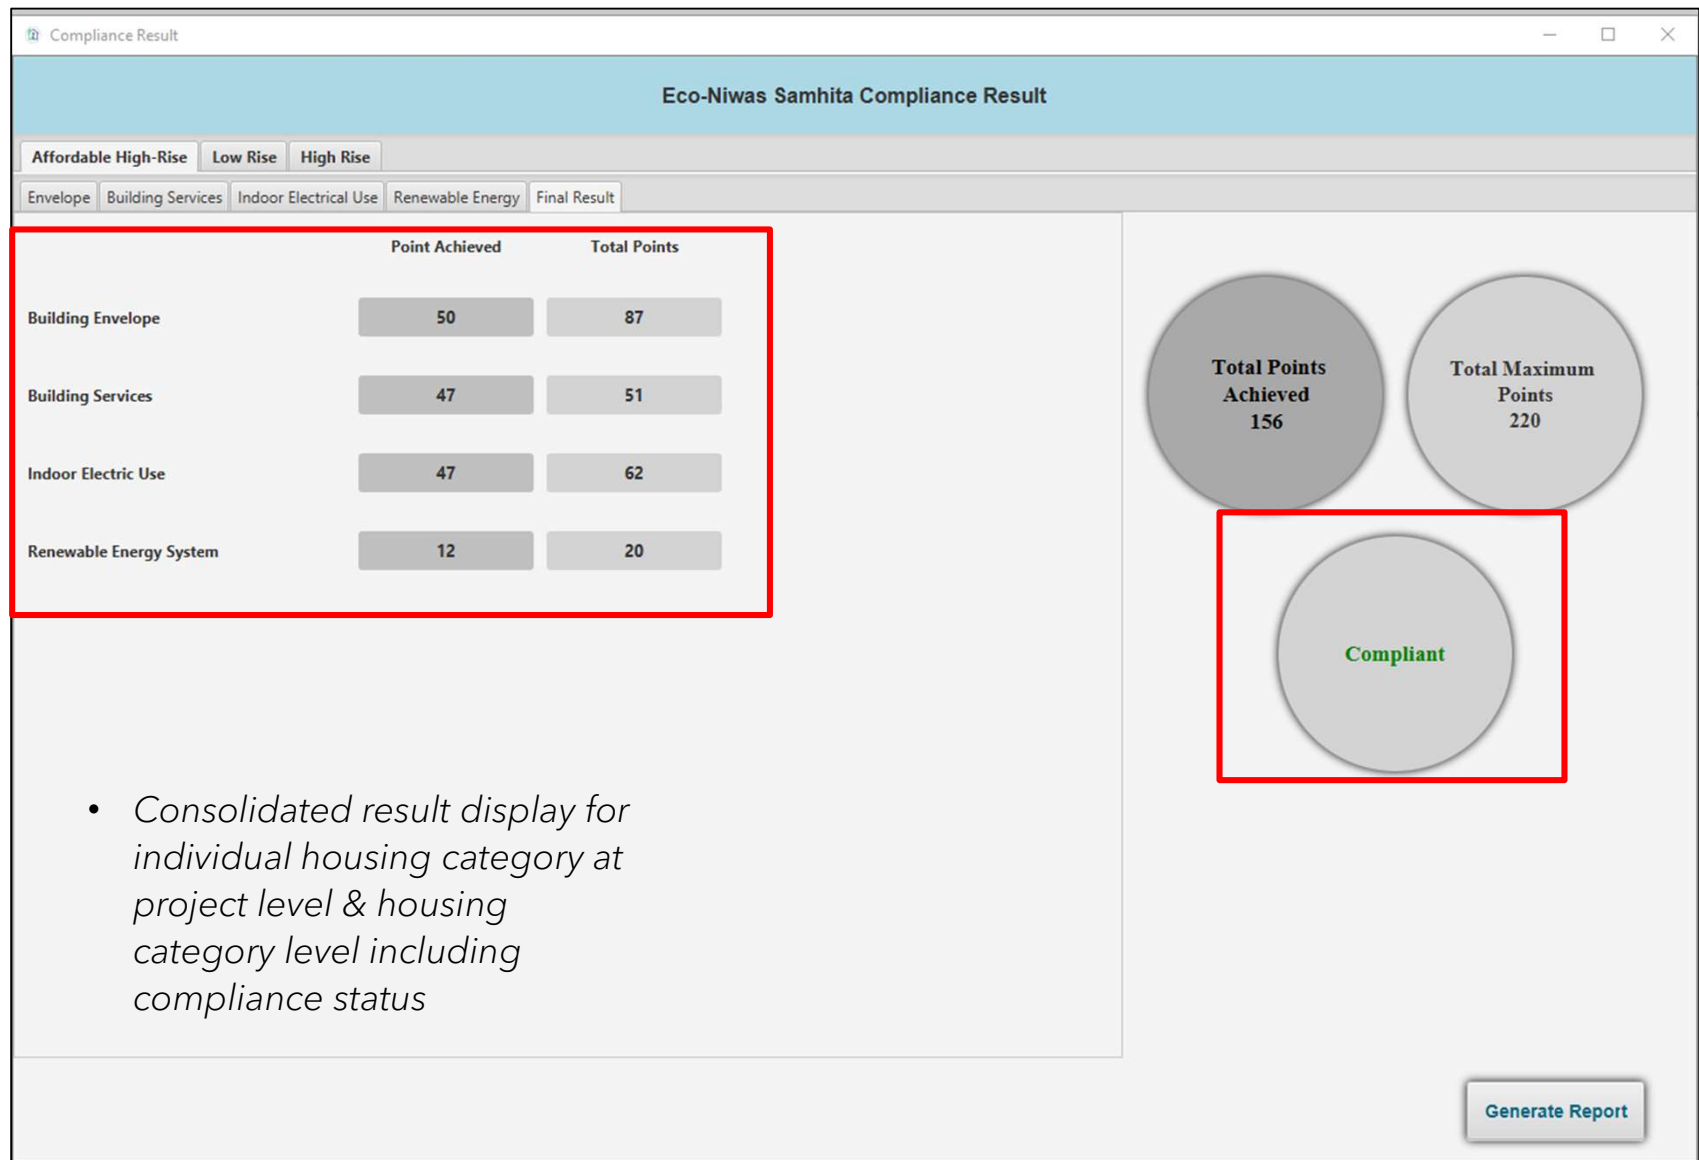 Compliance Result
Eco-Niwas Samhita Compliance Result
Affordable High-Rise Low Rise High Rise
Envelope Building Services Indoor Electrical Use Renewable Energy Final Result
Point Achieved Total Points
Building Envelope 50 87
Building Services 47 51
Indoor Electric Use 47 62
Renewable Energy System 12 20
Total Points
Achieved
156
Total Maximum
Points
220
Compliant
• Consolidated result display for
individual housing category at
project level & housing
category level including
compliance status
Generate Report